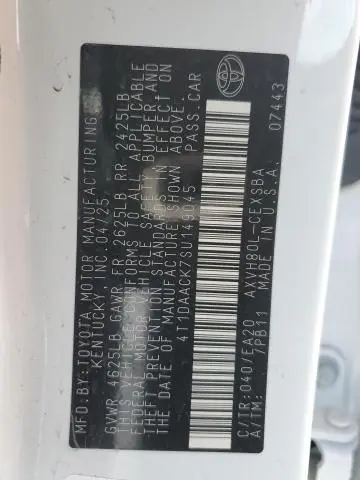 MFD.BY:TOYOTA MOTOR MANUFACTURING,
KENTUCKY, INC. 04/25
GVWR 4625LB GAWR FR 2625LB RR 2425LB
THIS VEHICLE CONFORMS TO ALL APPLICABLE
FEDERAL MOTOR VEHICLE SAFETY, BUMPER AND
THEFT PREVENTION STANDARDS IN EFFECT ON
THE DATE OF MANUFACTURE SHOWN ABOVE.
4T1DAACK7SU149045 PASS.CAR
C/TR:040/EA20 AXVH80L-CEXSBA
A/TM: 7PB11 MADE IN U.S.A. 07443
TOYOTA